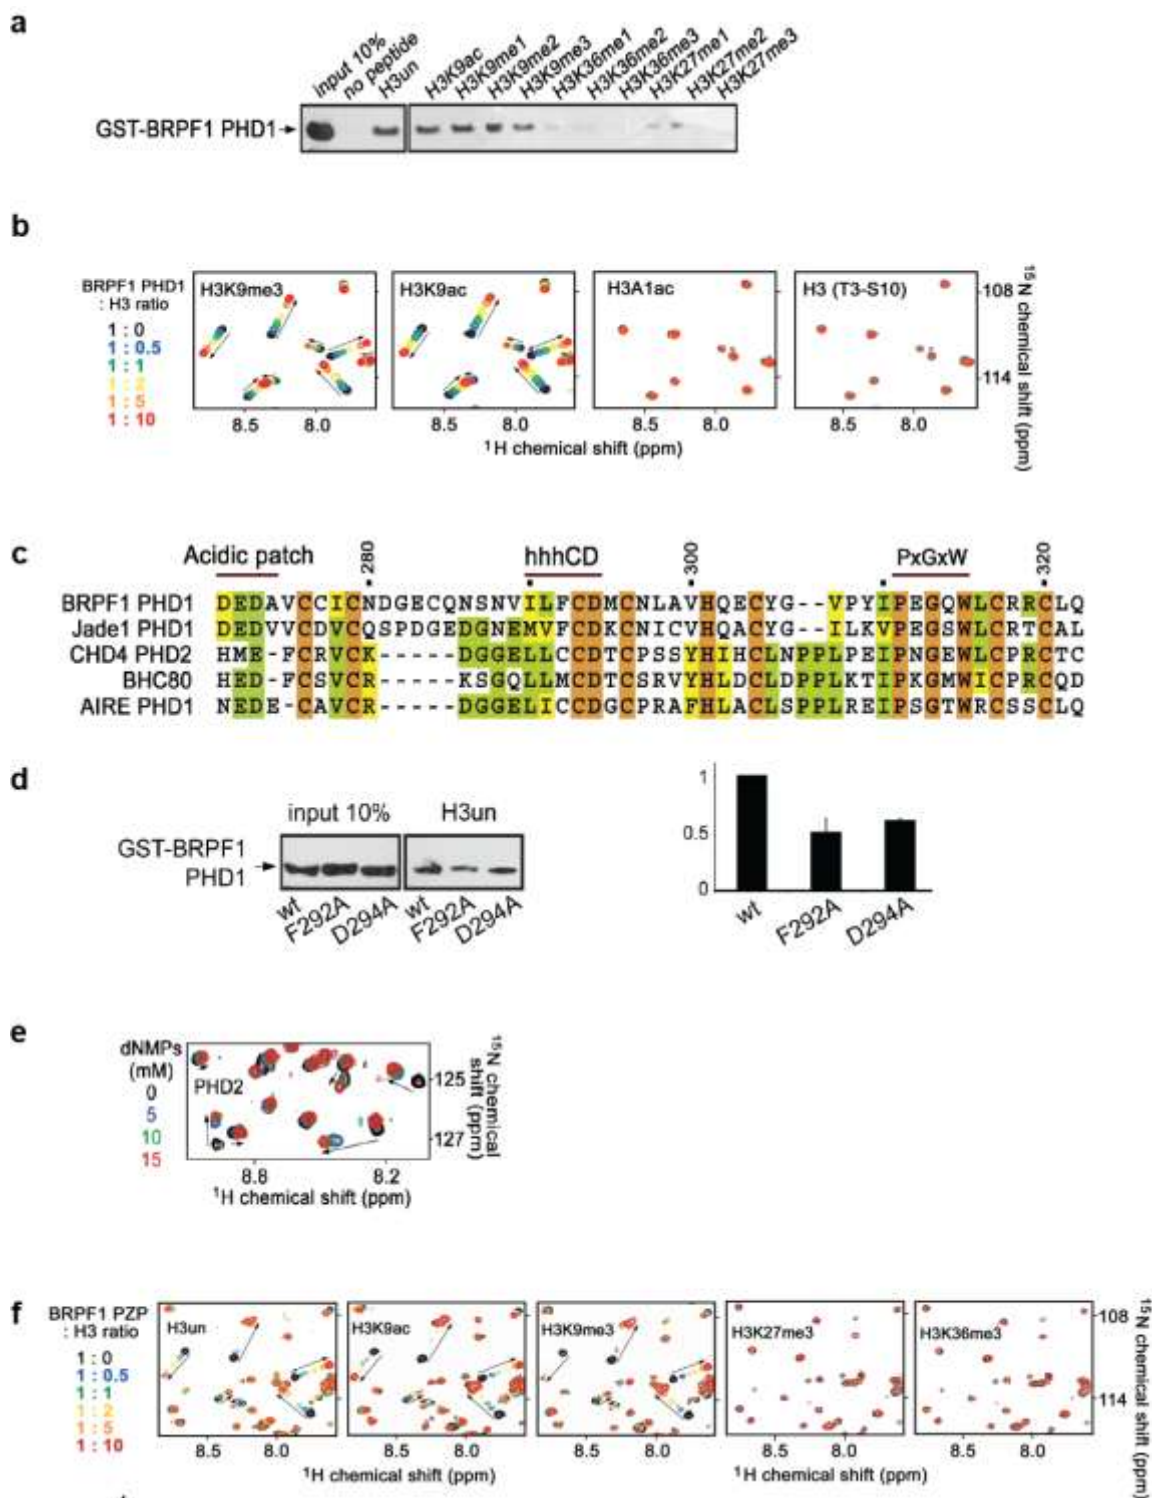 a
input 10%
no peptide
H3un
H3K9ac
H3K9me1
H3K9me2
H3K9me3
H3K36me1
H3K36me2
H3K36me3
H3K27me1
H3K27me2
H3K27me3
GST-BRPF1 PHD1
b
BRPF1 PHD1
: H3 ratio
1 : 0
1 : 0.5
1 : 1
1 : 2
1 : 5
1 : 10
H3K9me3
H3K9ac
H3A1ac
H3 (T3-S10)
108
114
15N chemical shift (ppm)
8.5 8.0 8.5 8.0 8.5 8.0 8.5 8.0
1H chemical shift (ppm)
c
Acidic patch 280 hhhCD 300 PxGxW 320
BRPF1 PHD1 DEDAVCCICNDGECQNSNVILFCDMCNLAVHQECYG--VPYIPEGQWLCRRCLQ
Jade1 PHD1 DEDVVCDVCQSPDGEDGNEMVFCDKCNICVHQACYG--ILKVPEGSWLCRTCAL
CHD4 PHD2 HME-FCRVCK-----DGGELLCCDTCPSSYHIHCLNPPLPEIPNGEWLCPRCTC
BHC80 HED-FCSVCR-----KSGQLLMCDTCSRVYHLDCLDPPLKTIPKGMWICPRCQD
AIRE PHD1 NEDE-CAVCR-----DGGELICCDGCPRAFHLACLSPPLREIPSGTWRCSSCLQ
d
input 10% H3un
GST-BRPF1
PHD1
wt F292A D294A wt F292A D294A
1
0.5
0
wt F292A D294A
e
dNMPs
(mM)
0
5
10
15
PHD2
125
127
15N chemical
shift (ppm)
8.8 8.2
1H chemical shift (ppm)
f
BRPF1 PZP
: H3 ratio
1 : 0
1 : 0.5
1 : 1
1 : 2
1 : 5
1 : 10
H3un
H3K9ac
H3K9me3
H3K27me3
H3K36me3
108
114
15N chemical shift (ppm)
8.5 8.0 8.5 8.0 8.5 8.0 8.5 8.0 8.5 8.0
1H chemical shift (ppm) 1H chemical shift (ppm)